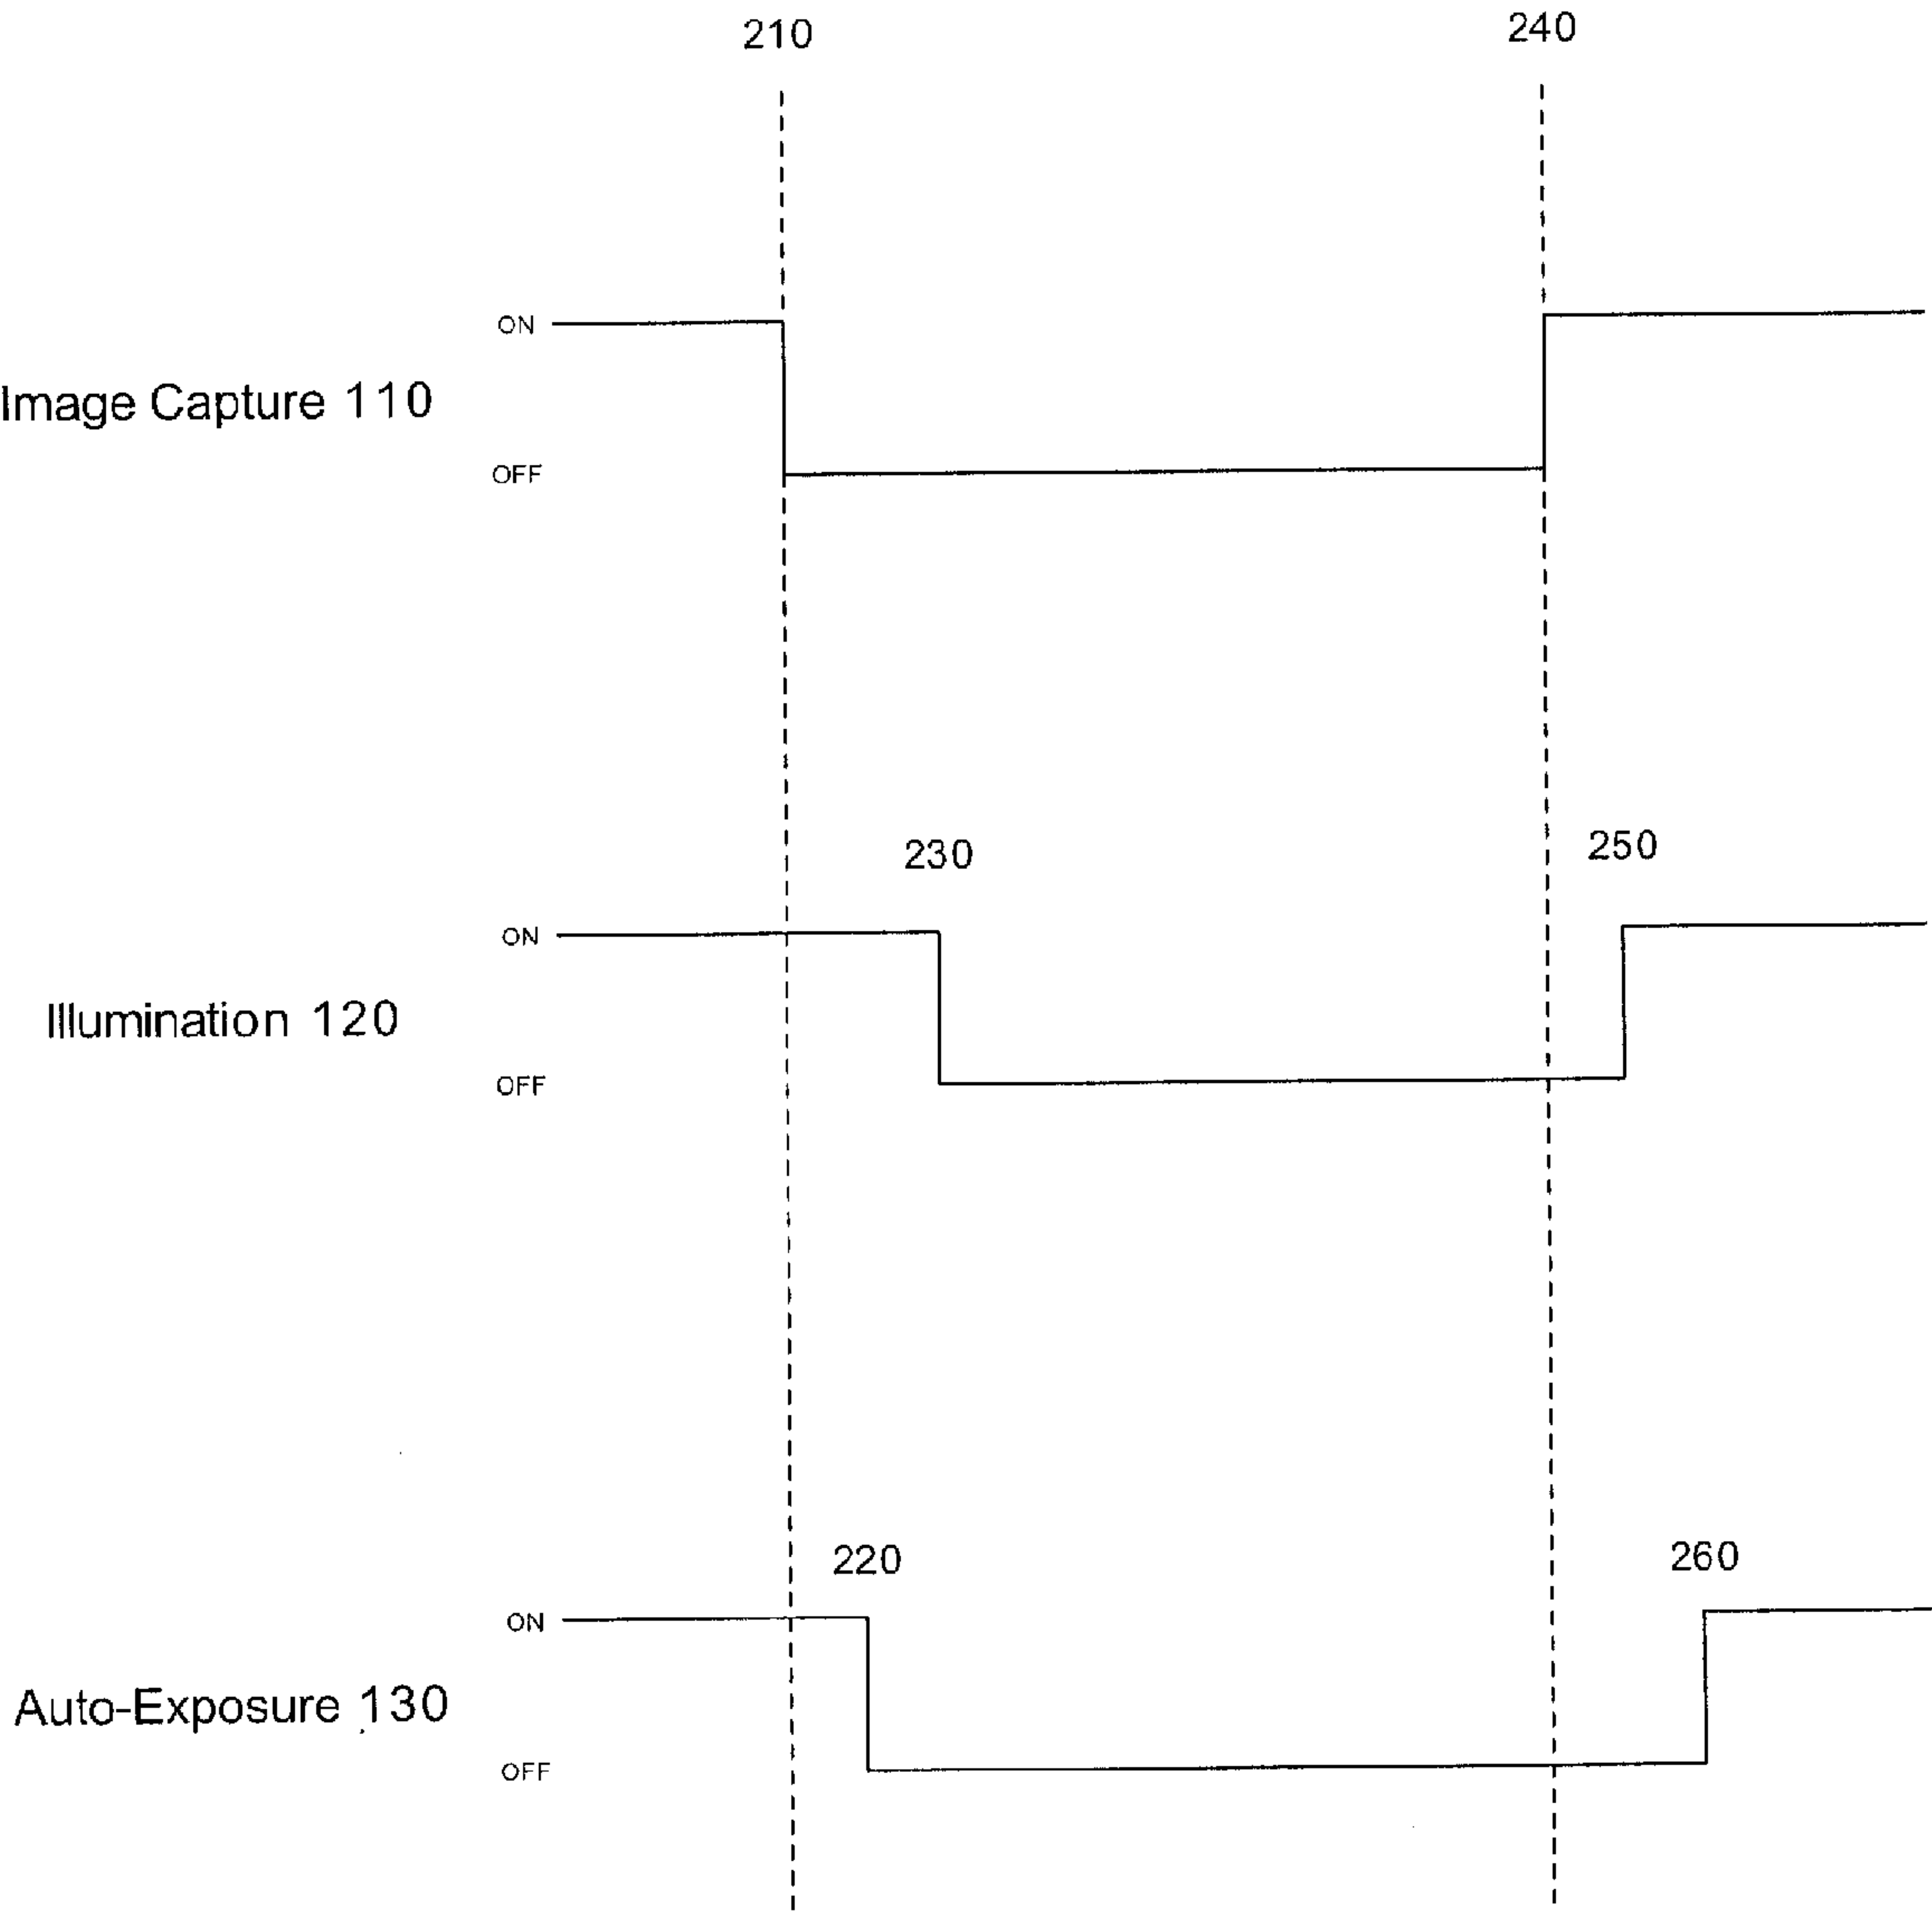 210 240
ON
Image Capture 110
OFF
230 250
ON
Illumination 120
OFF
220 260
ON
Auto-Exposure 130
OFF